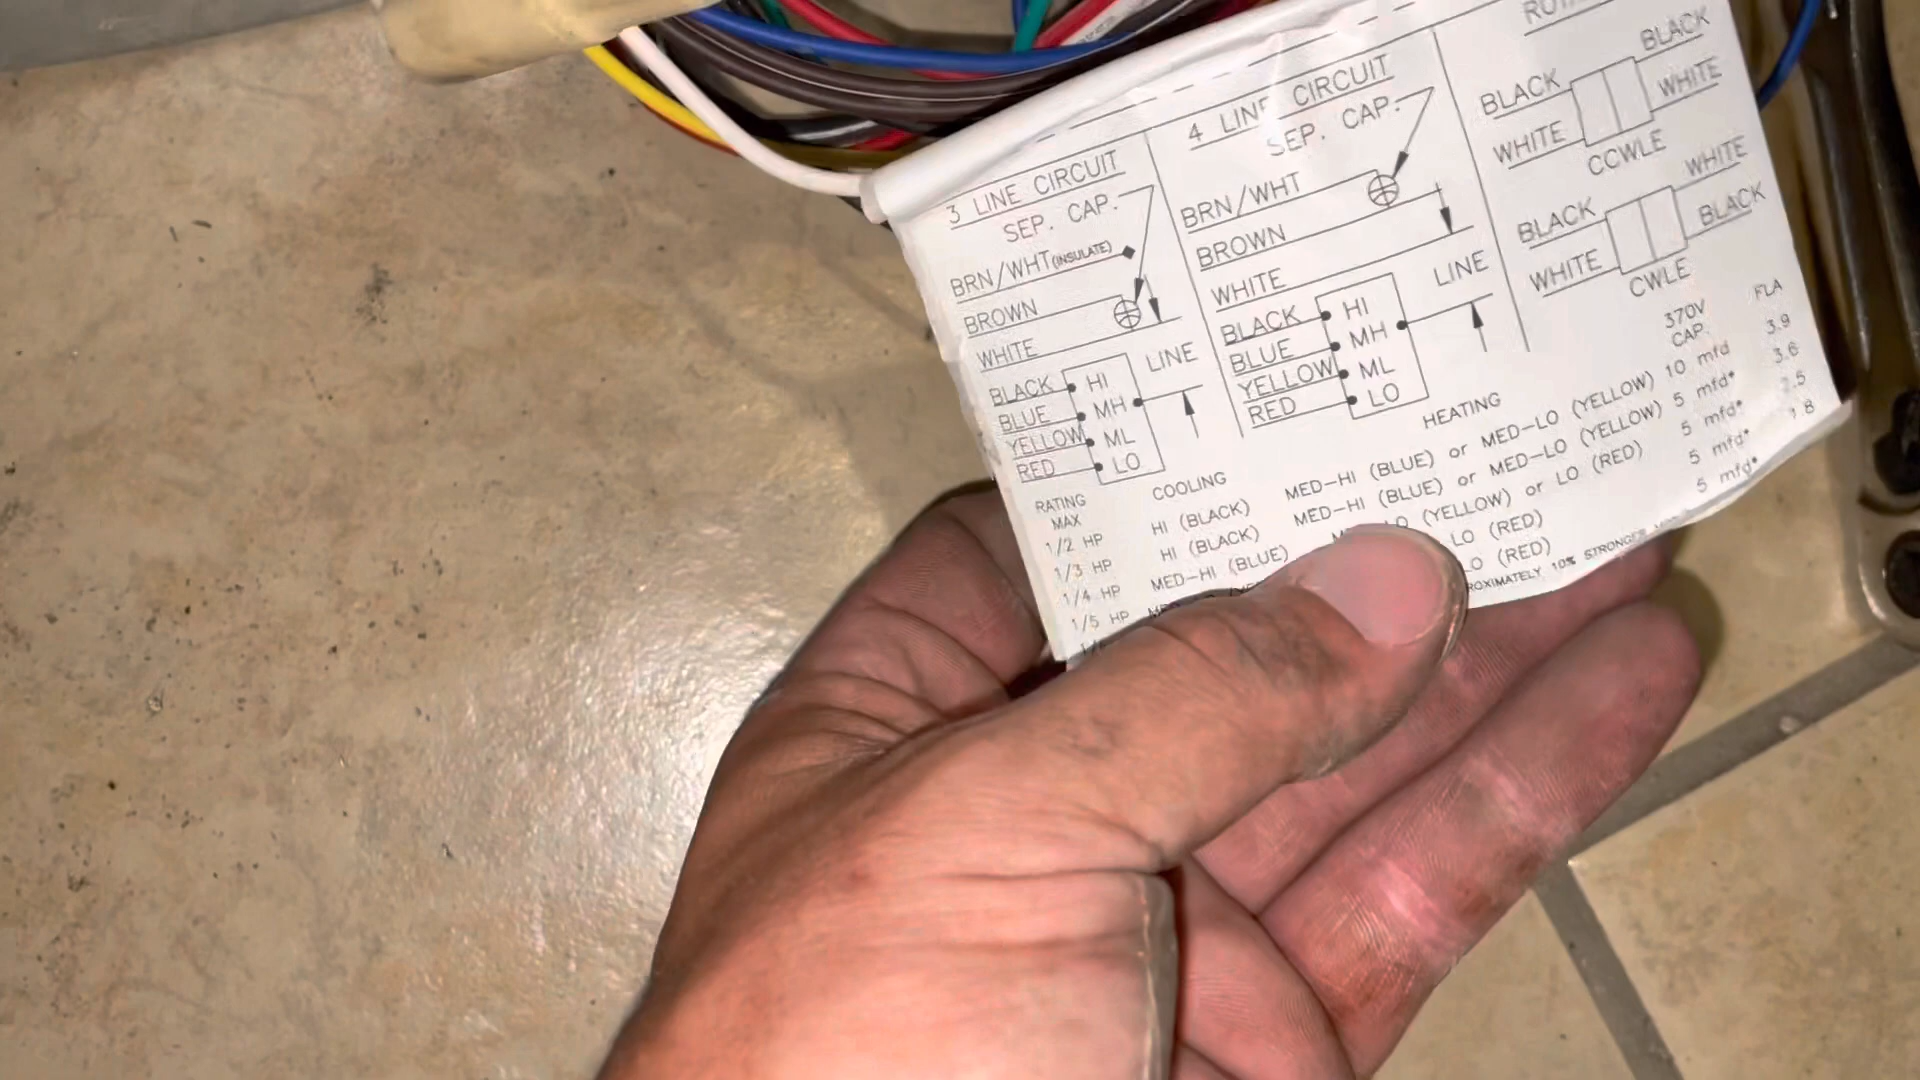 3 LINE CIRCUIT
SEP. CAP.
BRN/WHT (INSULATE)
BROWN
WHITE
BLACK HI
BLUE MH
YELLOW ML
RED LO
LINE
4 LINE CIRCUIT
SEP. CAP.
BRN/WHT
BROWN
WHITE
BLACK HI
BLUE MH
YELLOW ML
RED LO
LINE
BLACK
WHITE
BLACK
WHITE
CCWLE
BLACK
WHITE
WHITE
BLACK
CWLE
RATING MAX COOLING HEATING 370V CAP. FLA
1/2 HP HI (BLACK) MED-HI (BLUE) or MED-LO (YELLOW) 10 mfd 3.9
1/3 HP HI (BLACK) MED-HI (BLUE) or MED-LO (YELLOW) 5 mfd* 3.6
1/4 HP MED-HI (BLUE) (YELLOW) or LO (RED) 5 mfd* .5
1/5 HP LO (RED) 5 mfd* 8
LO (RED) 5 mfd*
10% STRONGER